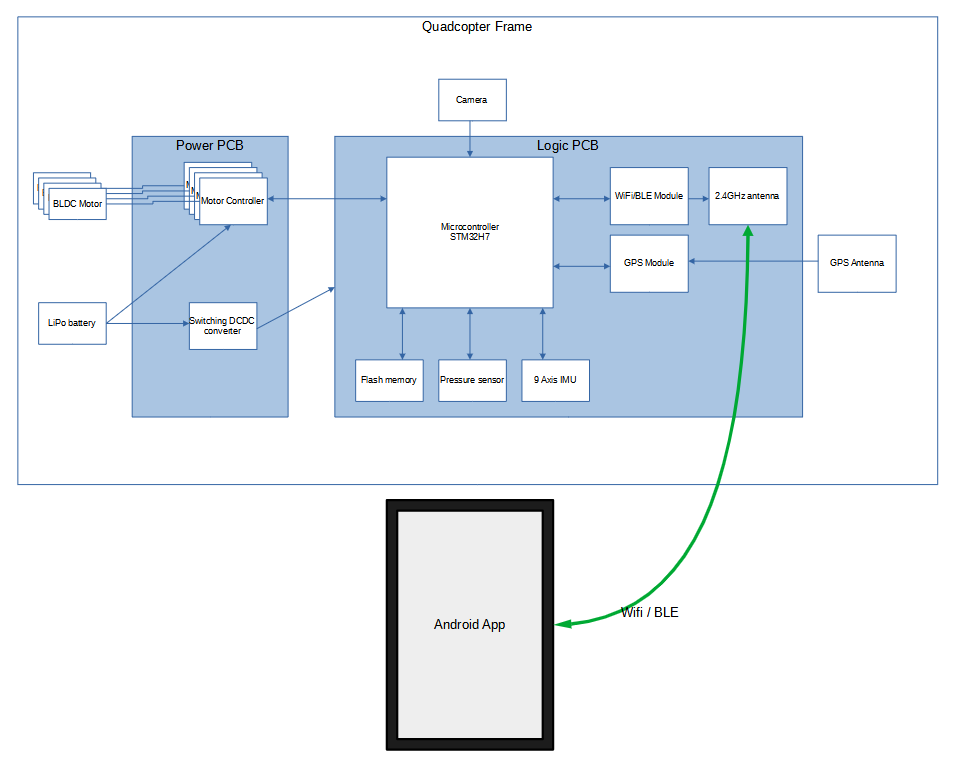 Quadcopter Frame
Camera
Power PCB
Logic PCB
BLDC Motor
Motor Controller
Microcontroller
STM32H7
WiFi/BLE Module
2.4GHz antenna
GPS Module
GPS Antenna
LiPo battery
Switching DCDC
converter
Flash memory
Pressure sensor
9 Axis IMU
Wifi / BLE
Android App